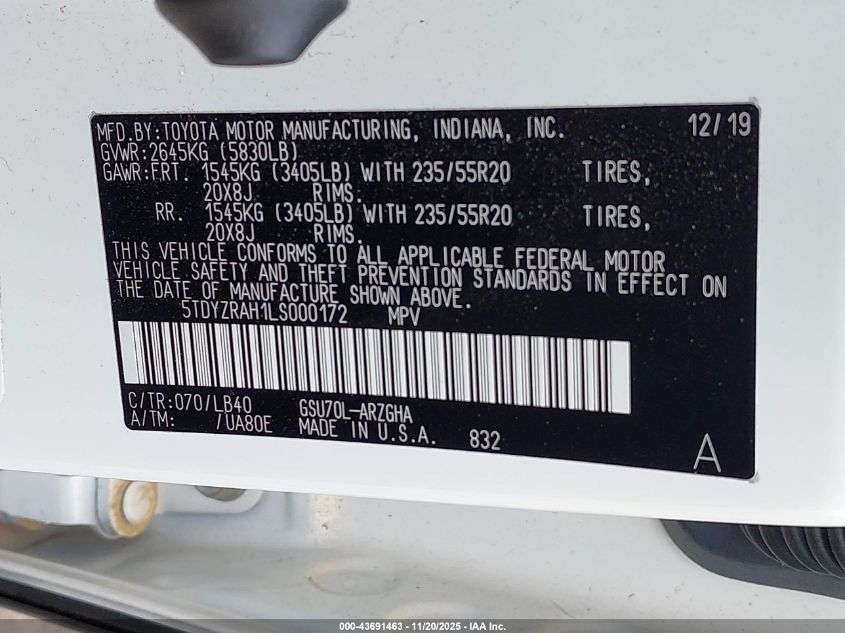 MFD.BY:TOYOTA MOTOR MANUFACTURING, INDIANA, INC. 12/19
GVWR:2645KG (5830LB)
GAWR:FRT. 1545KG (3405LB) WITH 235/55R20 TIRES,
20X8J RIMS.
RR. 1545KG (3405LB) WITH 235/55R20 TIRES,
20X8J RIMS.
THIS VEHICLE CONFORMS TO ALL APPLICABLE FEDERAL MOTOR
VEHICLE SAFETY AND THEFT PREVENTION STANDARDS IN EFFECT ON
THE DATE OF MANUFACTURE SHOWN ABOVE.
5TDYZRAH1LS000172 MPV
C/TR:070/LB40 GSU70L-ARZGHA
A/TM: /UA80E MADE IN U.S.A. 832 A
000-43691463 - 11/20/2025 - IAA Inc.